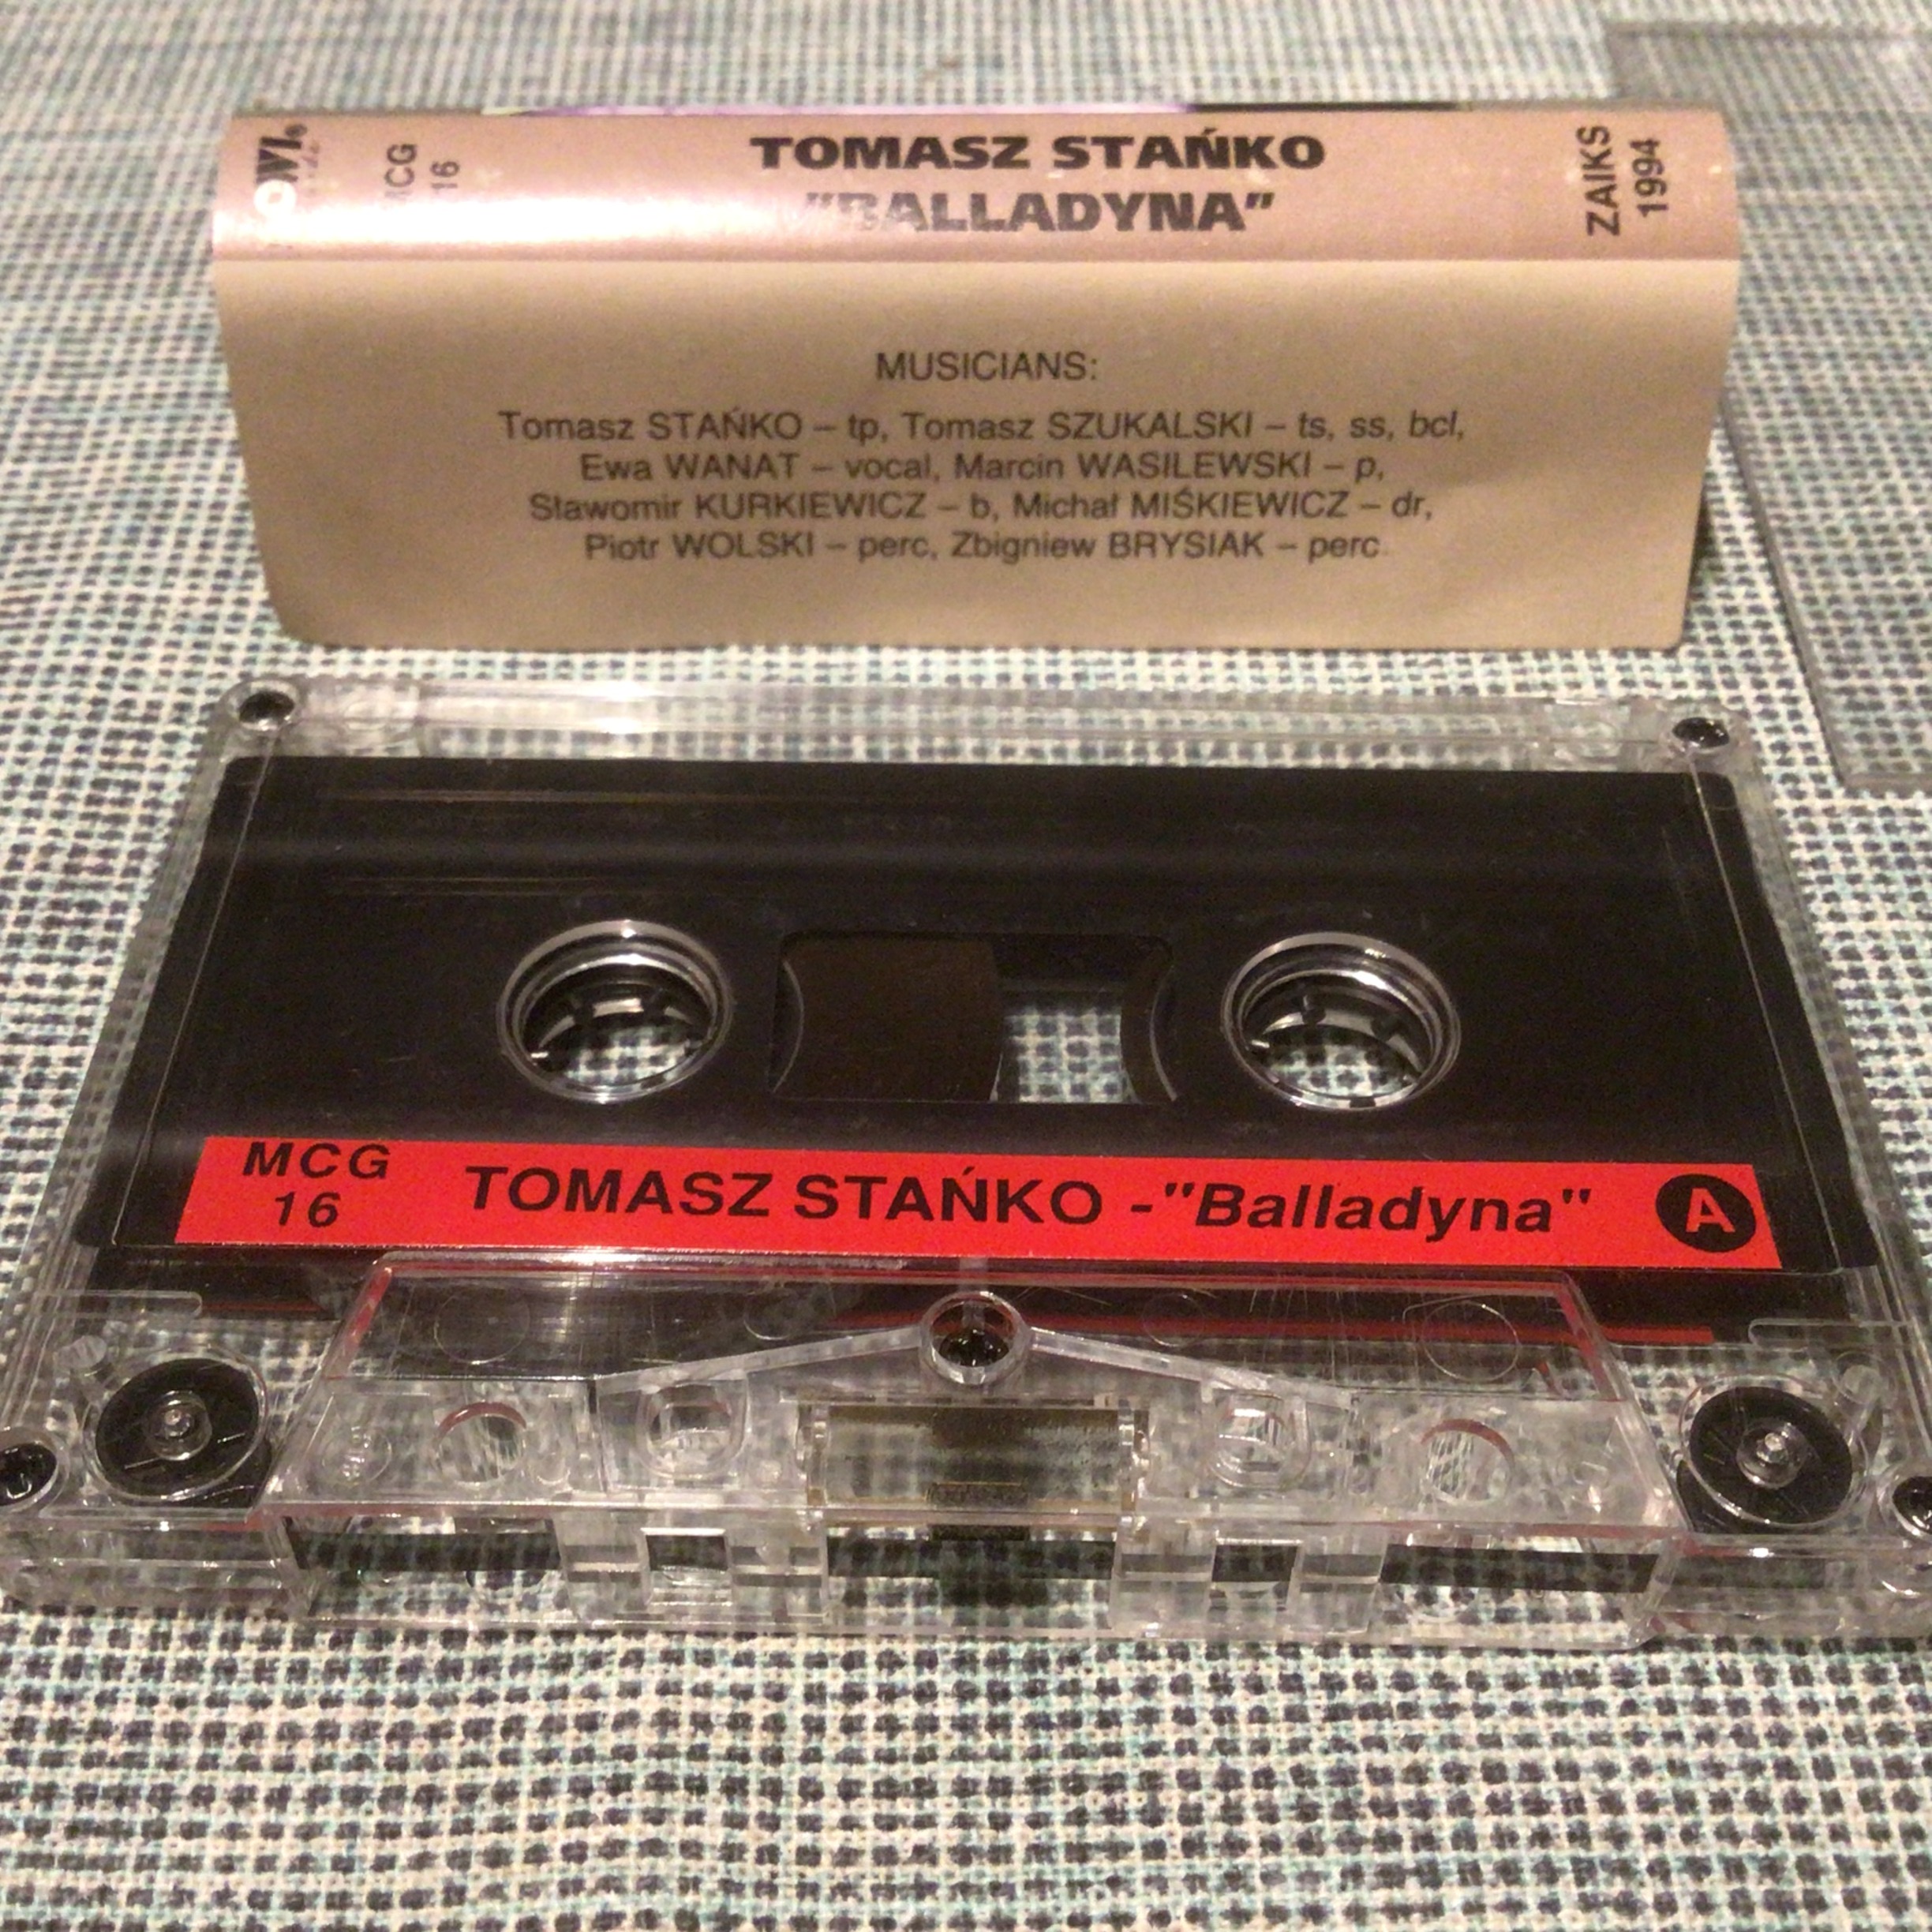 MCG
16
TOMASZ STAŃKO
"BALLADYNA"
ZAIKS
1994
MUSICIANS:
Tomasz STAŃKO – tp, Tomasz SZUKALSKI – ts, ss, bcl,
Ewa WANAT – vocal, Marcin WASILEWSKI – p,
Sławomir KURKIEWICZ – b, Michał MIŚKIEWICZ – dr,
Piotr WOLSKI – perc, Zbigniew BRYSIAK – perc
MCG
16
TOMASZ STAŃKO -"Balladyna"
A